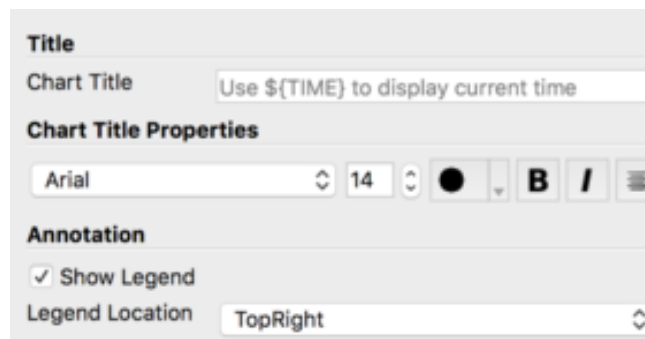 Title
Chart Title Use ${TIME} to display current time
Chart Title Properties
Arial 14 B I
Annotation
Show Legend
Legend Location TopRight